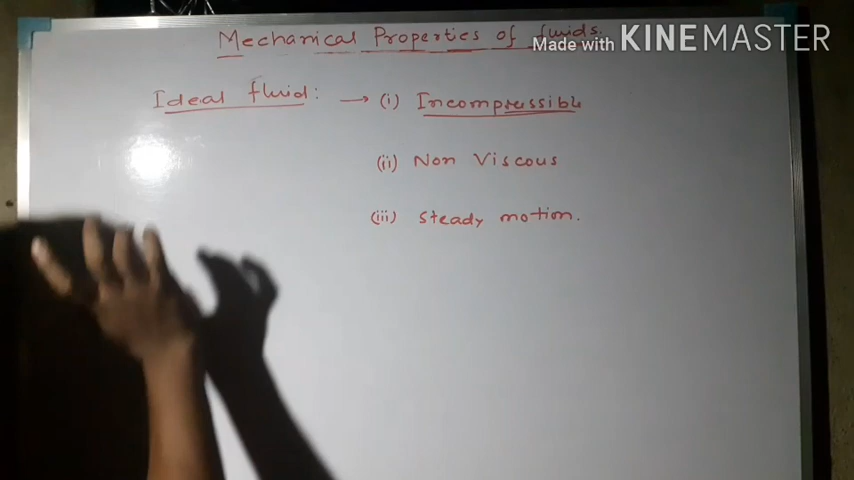 Mechanical Properties of fluids.
Made with KINEMASTER
Ideal fluid: → (i) Incompressible
(ii) Non Viscous
(iii) Steady motion.